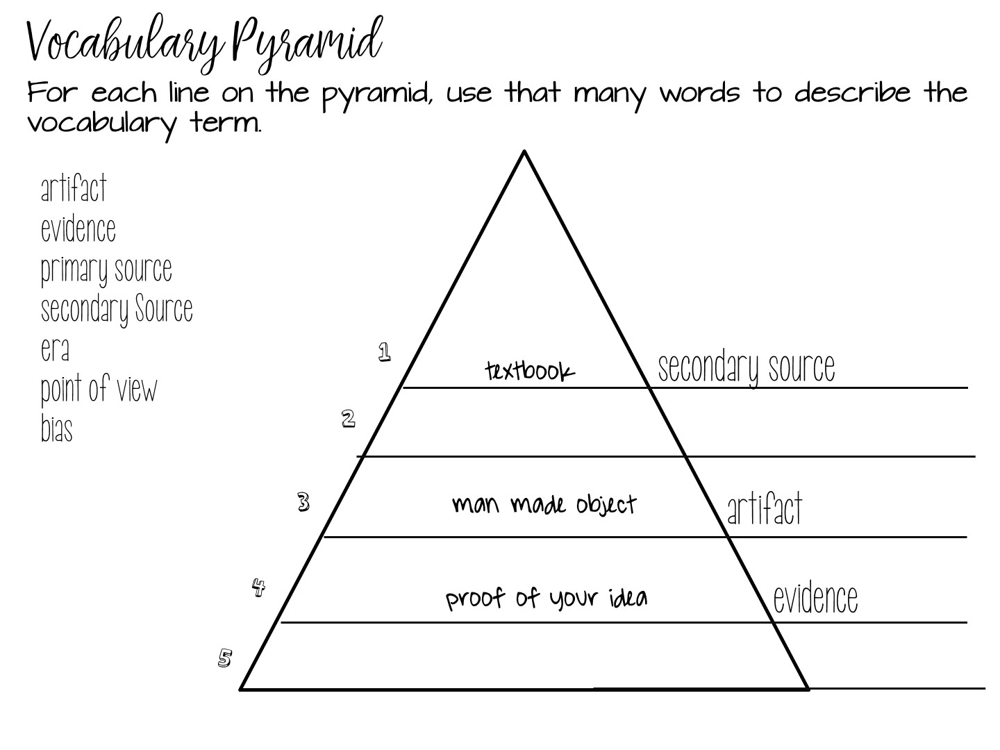 Vocabulary Pyramid
For each line on the pyramid, use that many words to describe the
vocabulary term.
artifact
evidence
primary source
secondary Source
era
point of view
bias
1 textbook secondary source
2
3 man made object artifact
4 proof of your idea evidence
5